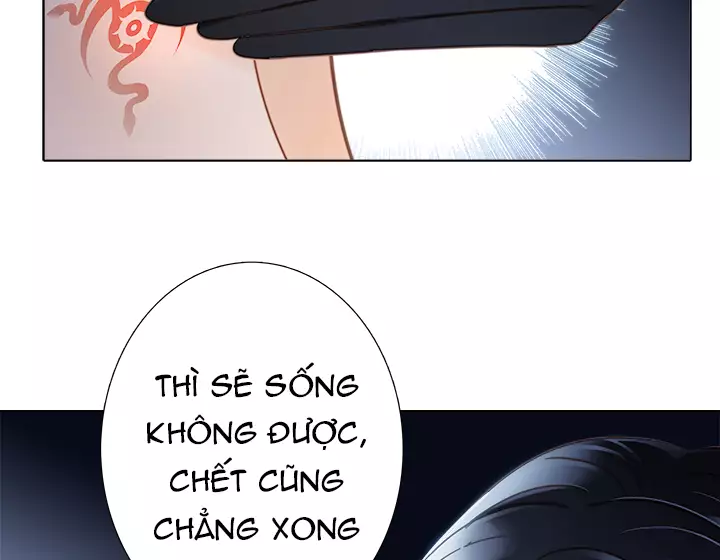 THÌ SẼ SỐNG
KHÔNG ĐƯỢC,
CHẾT CŨNG
CHẲNG XONG